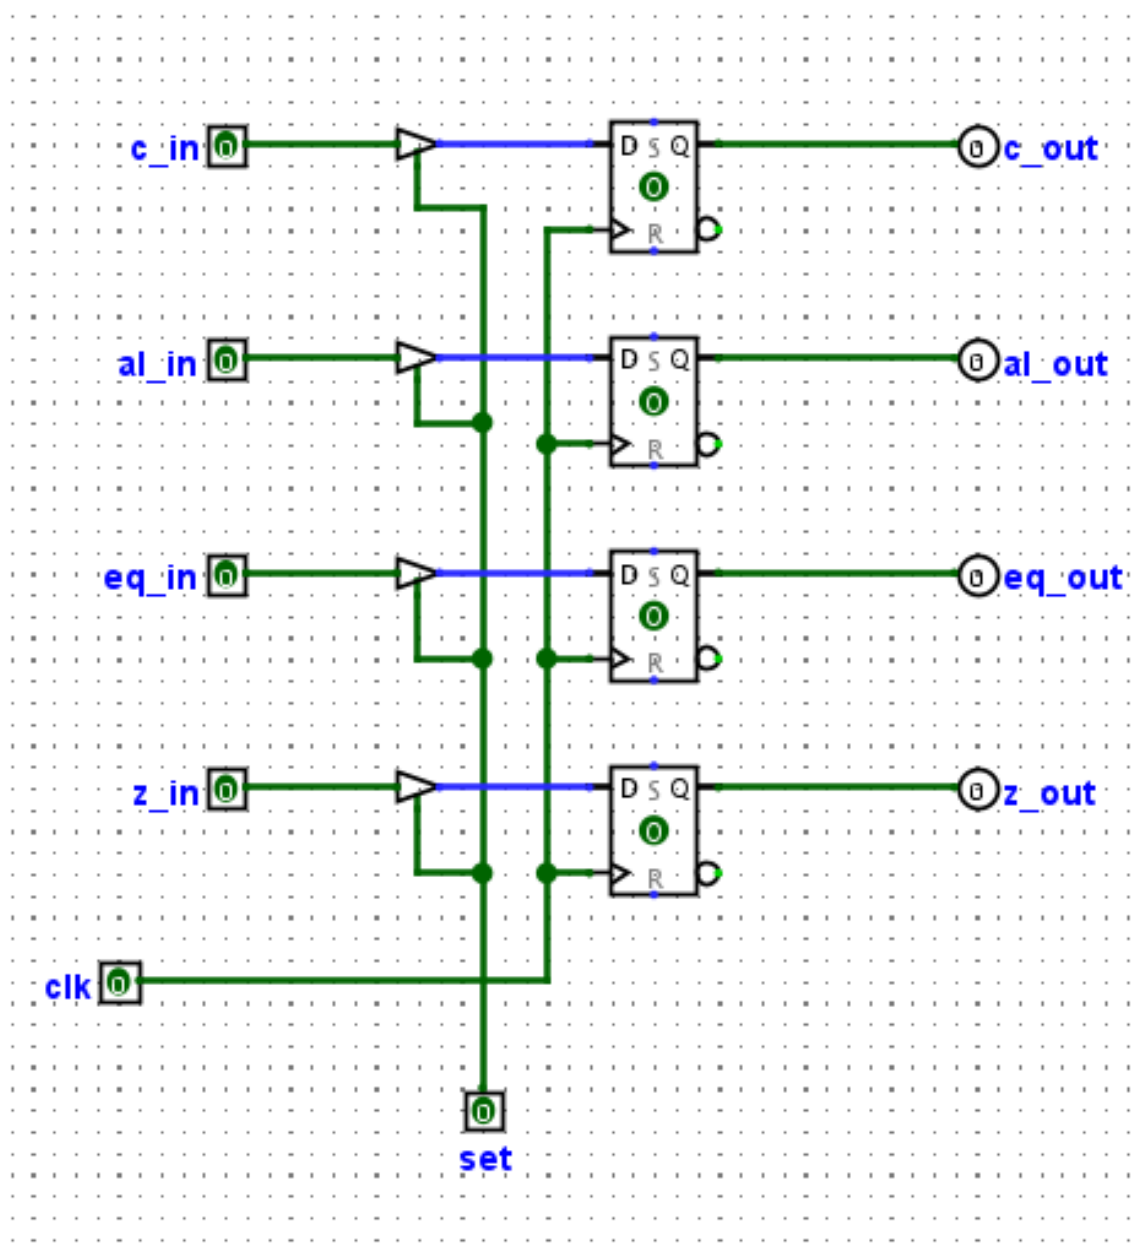 c_in 0 D S Q 0 R 0 c_out
al_in 0 D S Q 0 R 0 al_out
eq_in 0 D S Q 0 R 0 eq_out
z_in 0 D S Q 0 R 0 z_out
clk 0
0
set